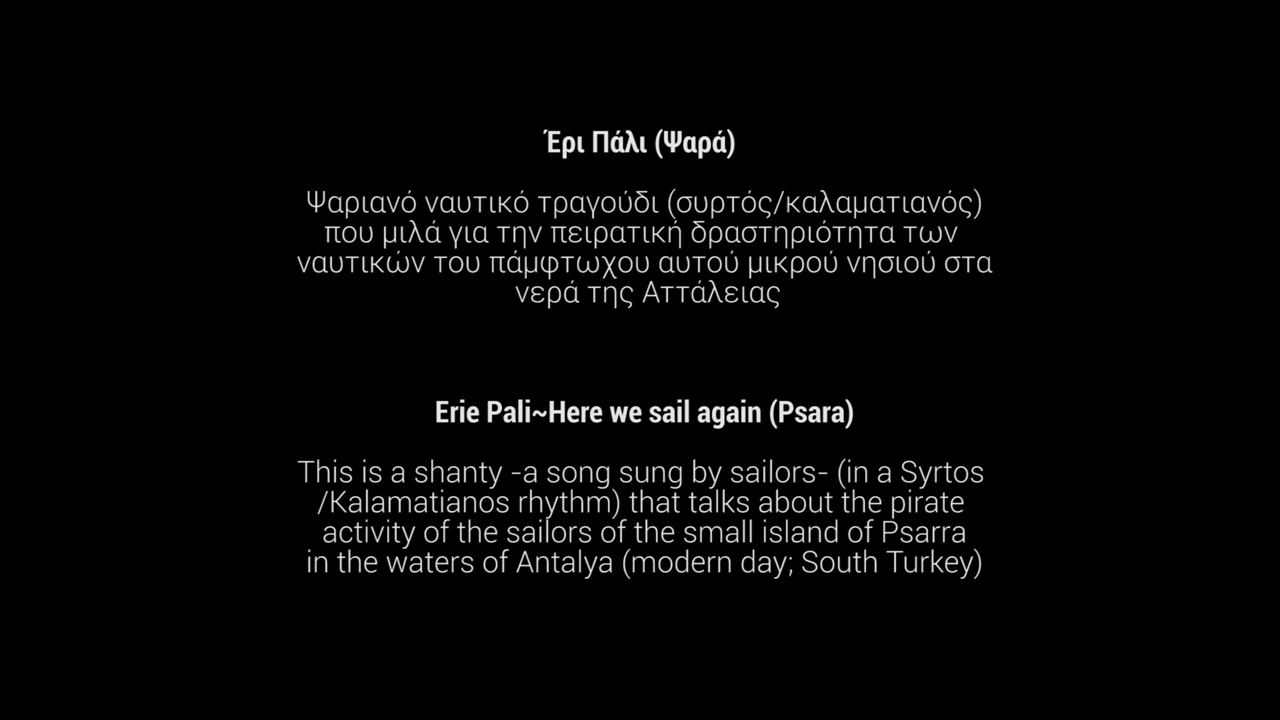 Έρι Πάλι (Ψαρά)
Ψαριανό ναυτικό τραγούδι (συρτός/καλαματιανός)
που μιλά για την πειρατική δραστηριότητα των
ναυτικών του πάμφτωχου αυτού μικρού νησιού στα
νερά της Αττάλειας
Erie Pali~Here we sail again (Psara)
This is a shanty -a song sung by sailors- (in a Syrtos
/Kalamatianos rhythm) that talks about the pirate
activity of the sailors of the small island of Psarra
in the waters of Antalya (modern day; South Turkey)